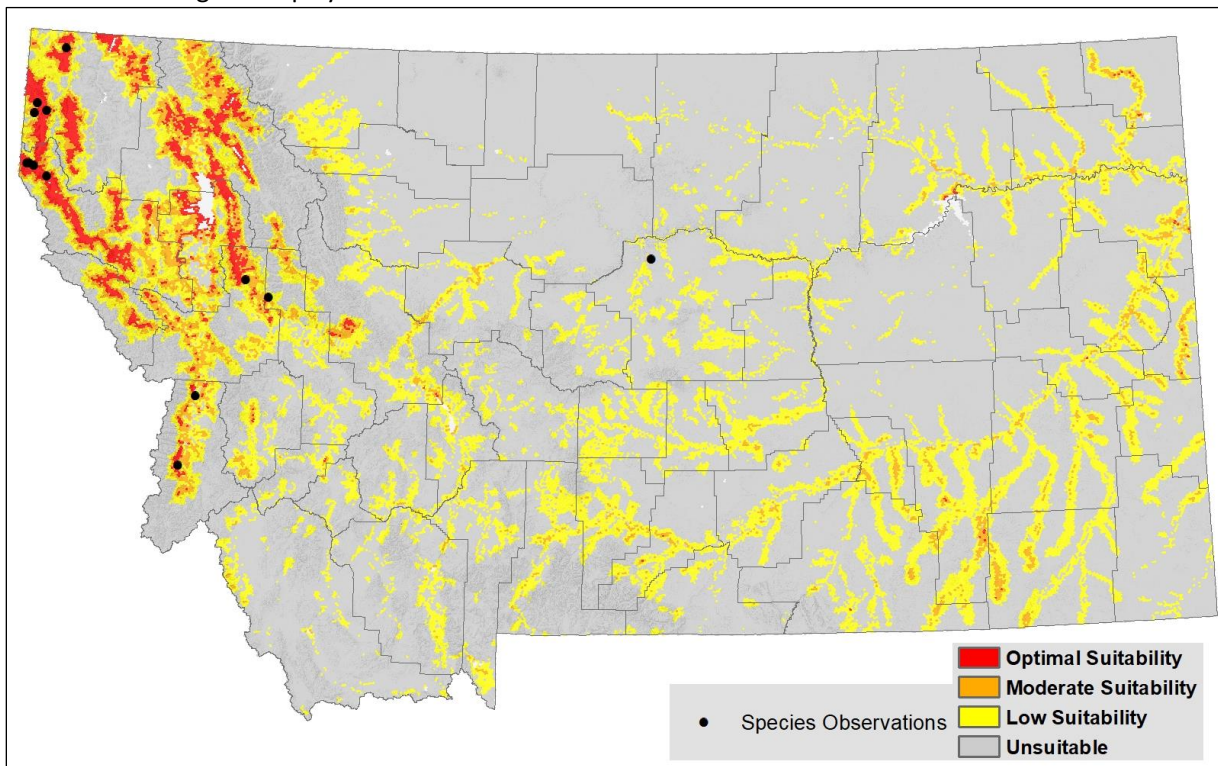 Optimal Suitability
Moderate Suitability
Species Observations
Low Suitability
Unsuitable